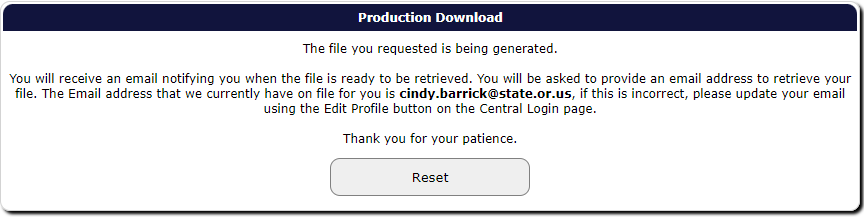 Production Download
The file you requested is being generated.
You will receive an email notifying you when the file is ready to be retrieved. You will be asked to provide an email address to retrieve your
file. The Email address that we currently have on file for you is cindy.barrick@state.or.us, if this is incorrect, please update your email
using the Edit Profile button on the Central Login page.
Thank you for your patience.
Reset